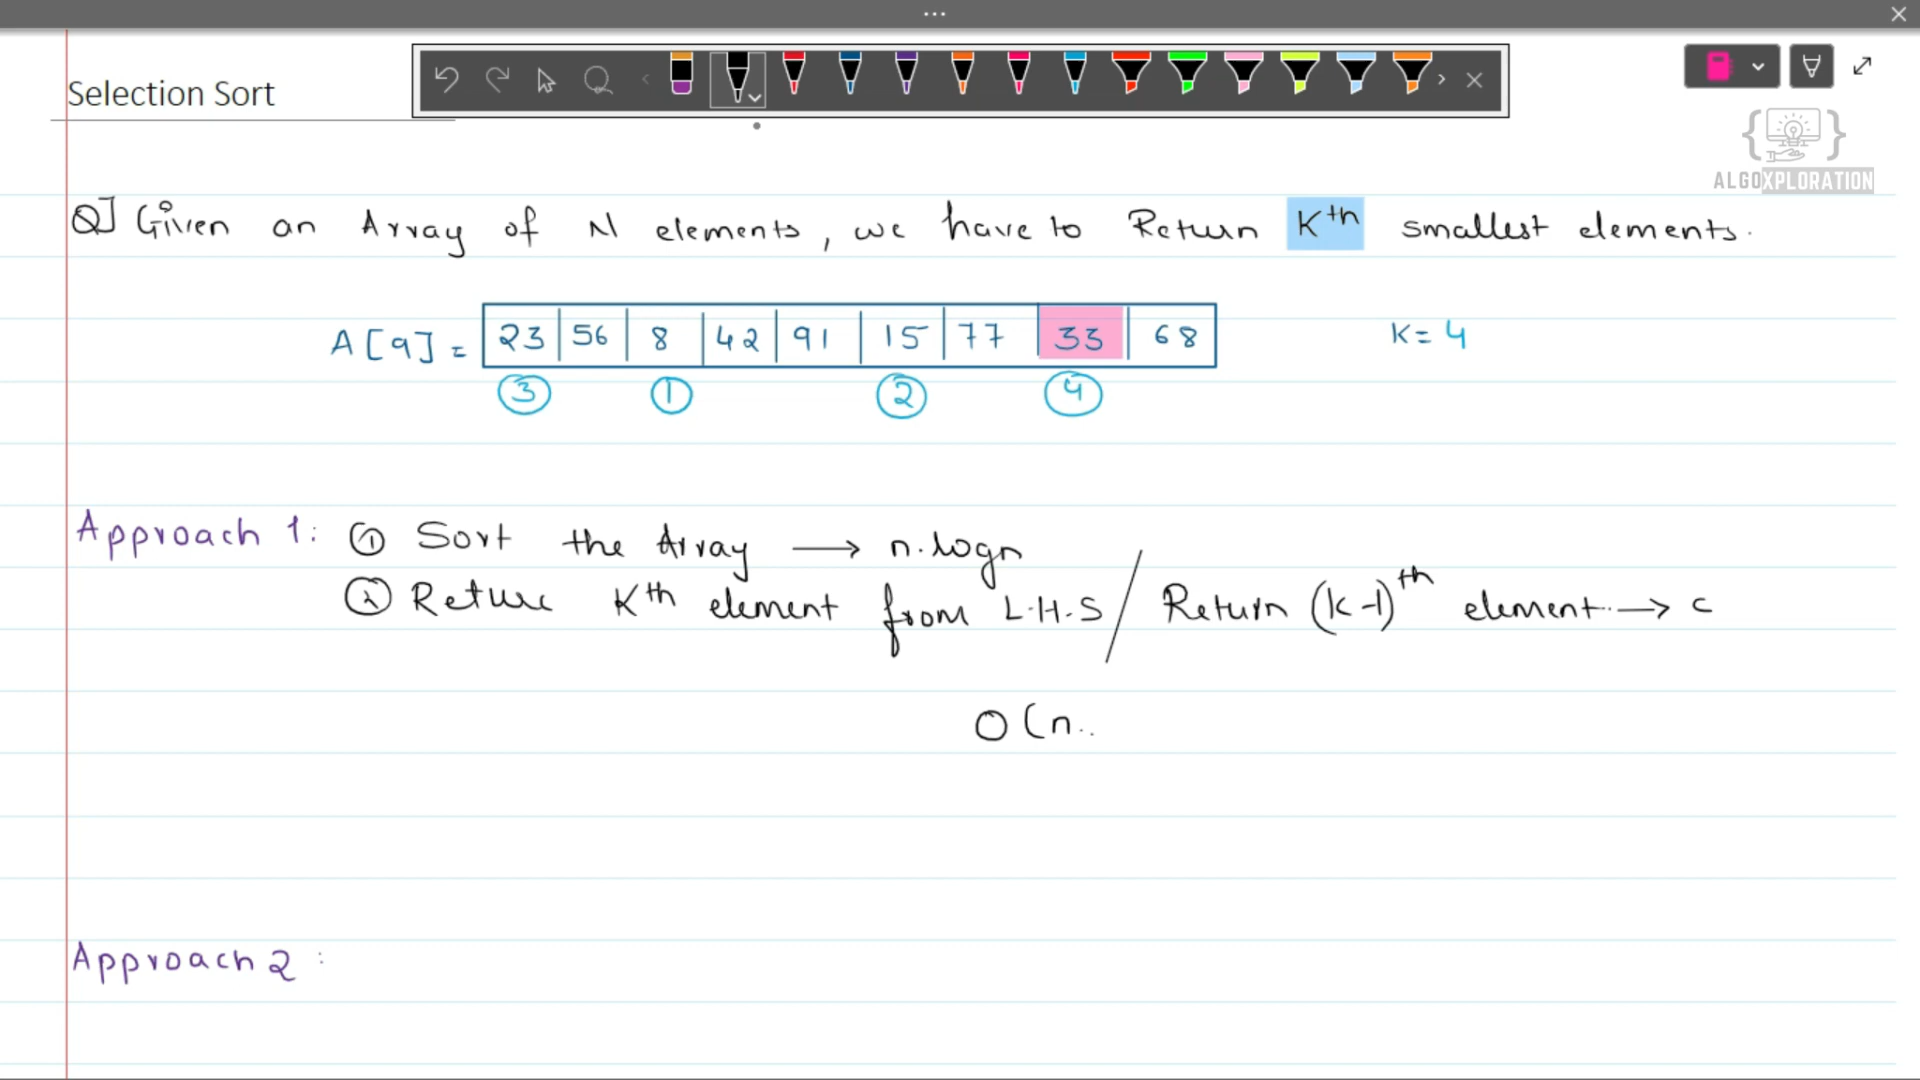 Selection Sort
ALGOXPLORATION
Q] Given an Array of N elements, we have to Return Kth smallest elements.
A[9] = 23 56 8 42 91 15 77 33 68 K = 4
3 1 2 4
Approach 1: 1 Sort the Array → n.logn
2 Return Kth element from L.H.S / Return (K-1)th element. → c
O(n..
Approach 2 :